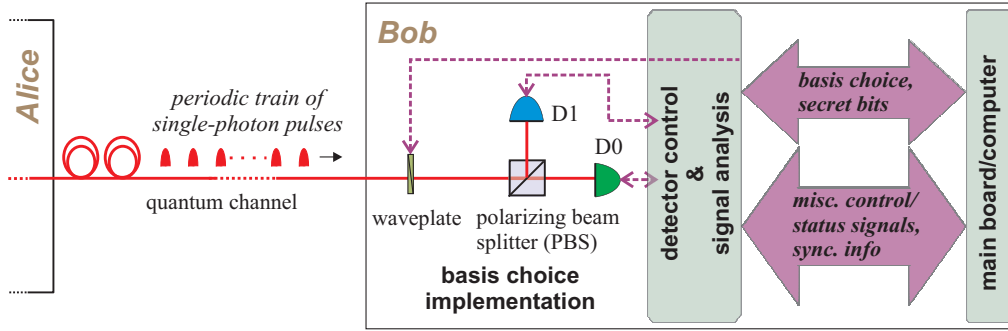 Alice
periodic train of
single-photon pulses
quantum channel
Bob
waveplate
D1
D0
polarizing beam
splitter (PBS)
basis choice
implementation
detector control
&
signal analysis
basis choice,
secret bits
misc. control/
status signals,
sync. info
main board/computer